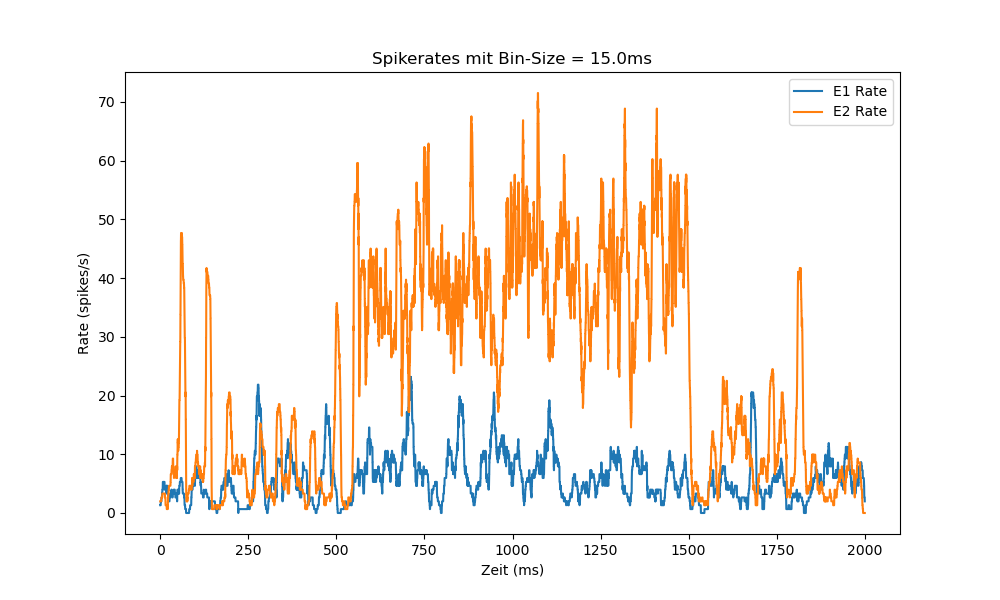 Spikerates mit Bin-Size = 15.0ms
E1 Rate
E2 Rate
Rate (spikes/s)
70
60
50
40
30
20
10
0
0 250 500 750 1000 1250 1500 1750 2000
Zeit (ms)